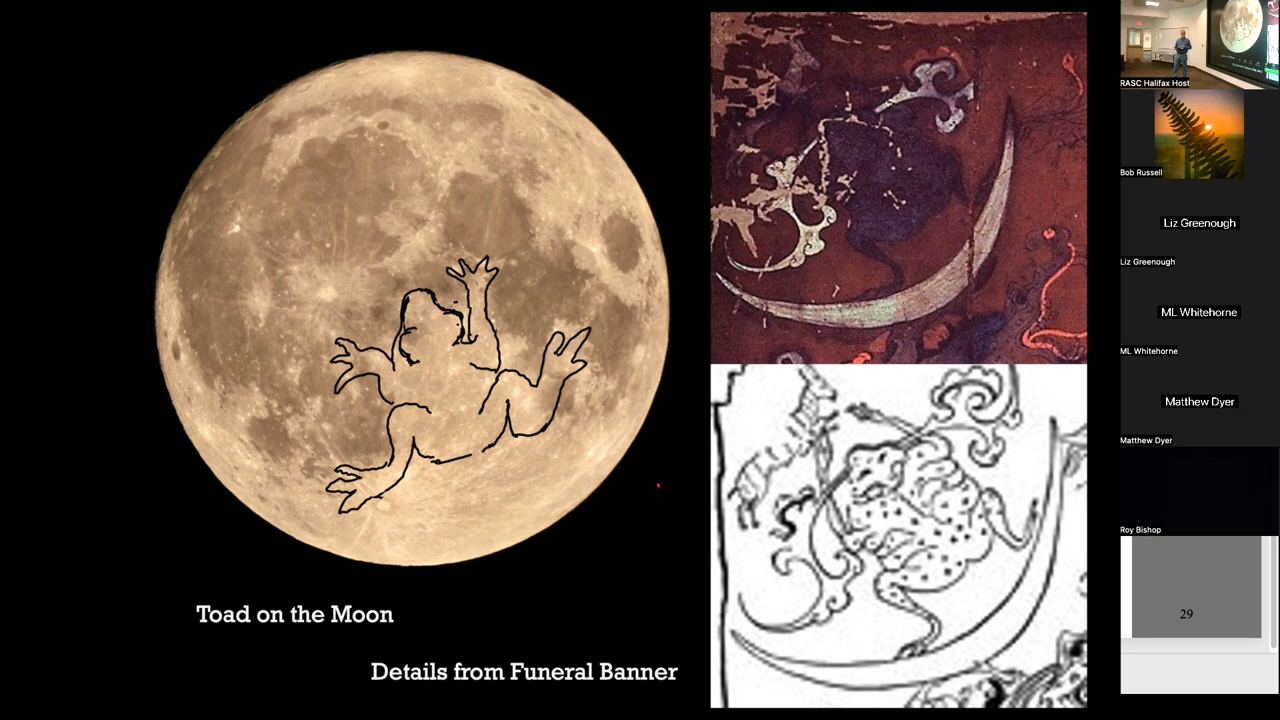 Toad on the Moon
Details from Funeral Banner
RASC Halifax Host
Bob Russell
Liz Greenough
Liz Greenough
ML Whitehorne
ML Whitehorne
Matthew Dyer
Matthew Dyer
Roy Bishop
29